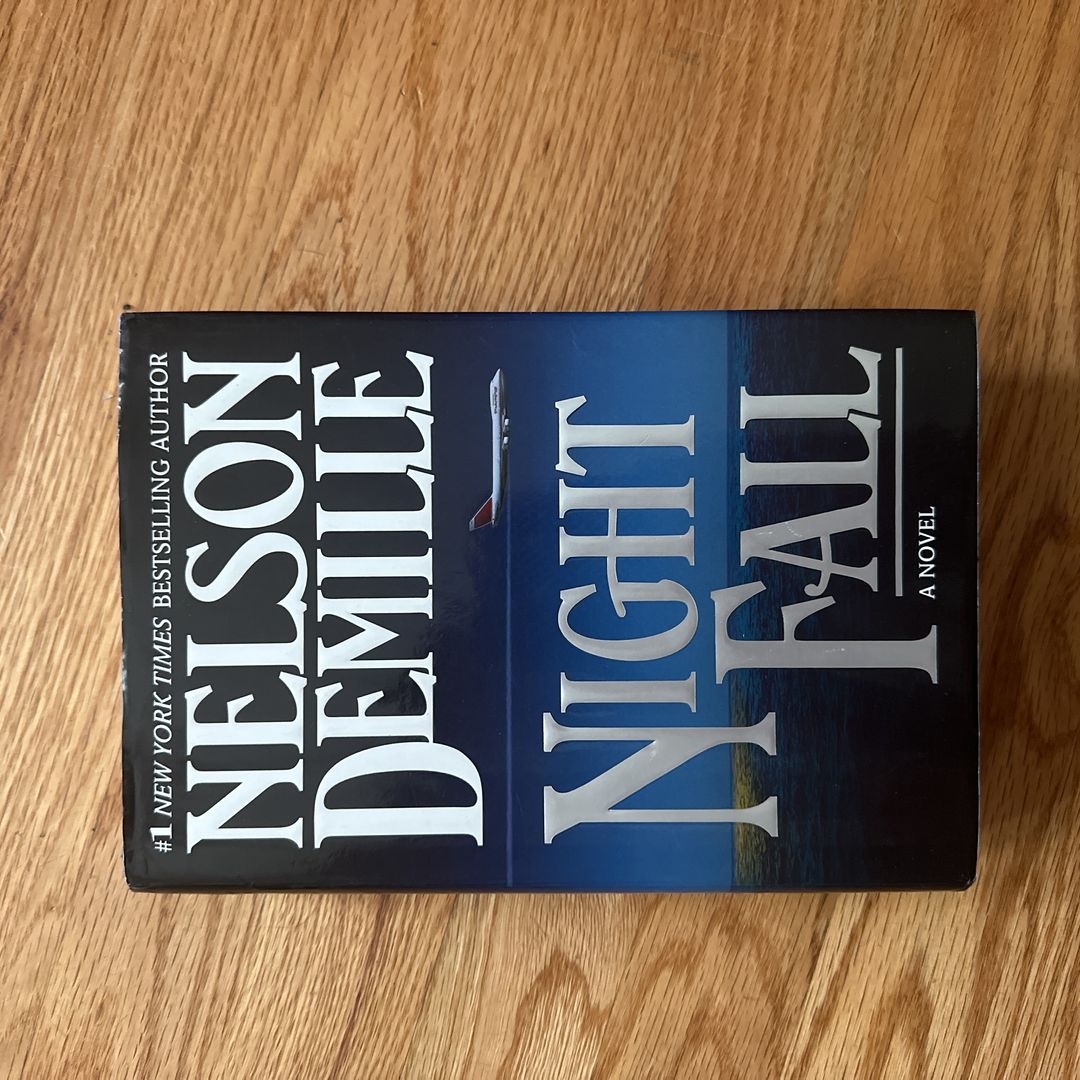 #1 NEW YORK TIMES BESTSELLING AUTHOR
NELSON
DEMILLE
NIGHT
FALL
A NOVEL